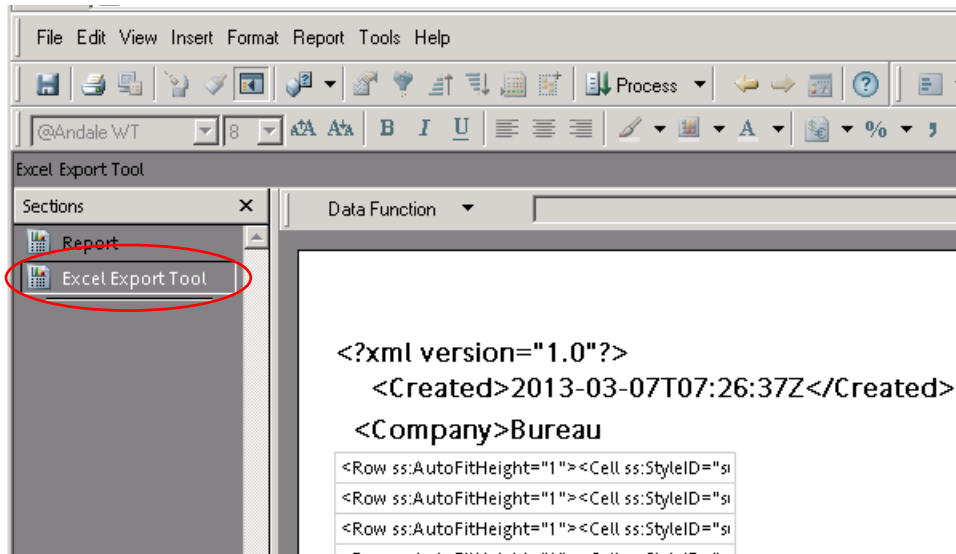 File Edit View Insert Format Report Tools Help
Process
@Andale WT 8 B I U A %
Excel Export Tool
Sections
Data Function
Report
Excel Export Tool
<?xml version="1.0"?>
<Created>2013-03-07T07:26:37Z</Created>
<Company>Bureau
<Row ss:AutoFitHeight="1"><Cell ss:StyleID="
<Row ss:AutoFitHeight="1"><Cell ss:StyleID="
<Row ss:AutoFitHeight="1"><Cell ss:StyleID="